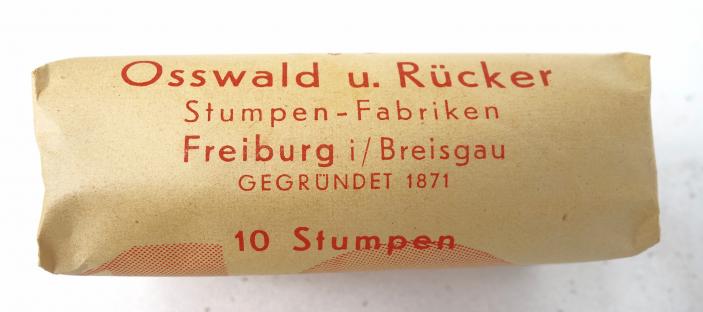 Osswald u. Rücker
Stumpen-Fabriken
Freiburg i/Breisgau
GEGRÜNDET 1871
10 Stumpen